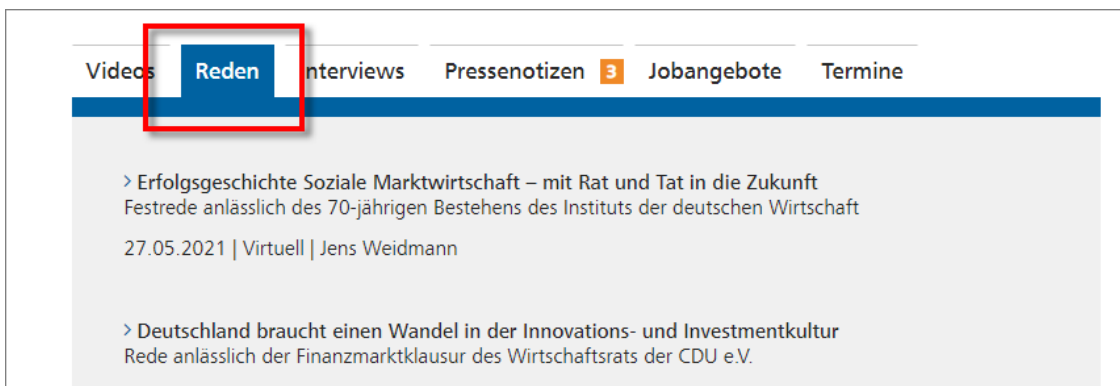 Videos Reden Interviews Pressenotizen 3 Jobangebote Termine
> Erfolgsgeschichte Soziale Marktwirtschaft – mit Rat und Tat in die Zukunft
Festrede anlässlich des 70-jährigen Bestehens des Instituts der deutschen Wirtschaft
27.05.2021 | Virtuell | Jens Weidmann
> Deutschland braucht einen Wandel in der Innovations- und Investmentkultur
Rede anlässlich der Finanzmarktklausur des Wirtschaftsrats der CDU e.V.